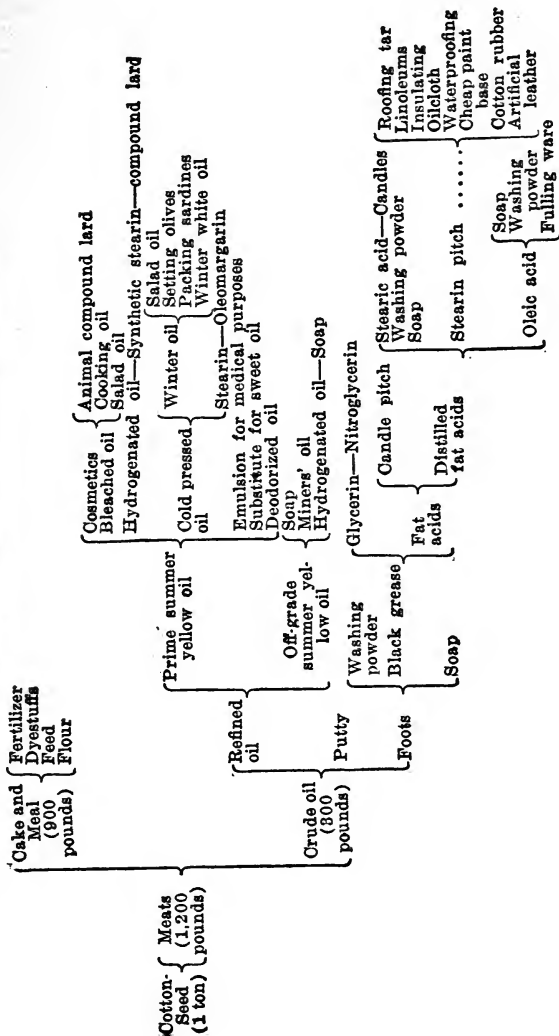 Cotton-
Seed
(1 ton)
Meats
(1,200
pounds)
Cake and
Meal
(900
pounds)
Fertilizer
Dyestuffs
Feed
Flour
Crude oil
(300
pounds)
Refined
oil
Prime summer
yellow oil
Cosmetics
Bleached oil
Animal compound lard
Cooking oil
Salad oil
Hydrogenated oil—Synthetic stearin—compound lard
Cold pressed
oil
Winter oil
Salad oil
Setting olives
Packing sardines
Winter white oil
Stearin—Oleomargarin
Emulsion for medical purposes
Substitute for sweet oil
Deodorized oil
Off-grade
summer yel-
low oil
Soap
Miners' oil
Hydrogenated oil—Soap
Putty
Foots
Washing
powder
Black grease
Glycerin—Nitroglycerin
Fat
acids
Candle pitch
Distilled
fat acids
Stearic acid—Candles
Washing powder
Soap
Stearin pitch ......
Roofing tar
Linoleums
Insulating
Oilcloth
Waterproofing
Cheap paint
base
Cotton rubber
Artificial
leather
Oleic acid
Soap
Washing
powder
Fulling ware
Soap